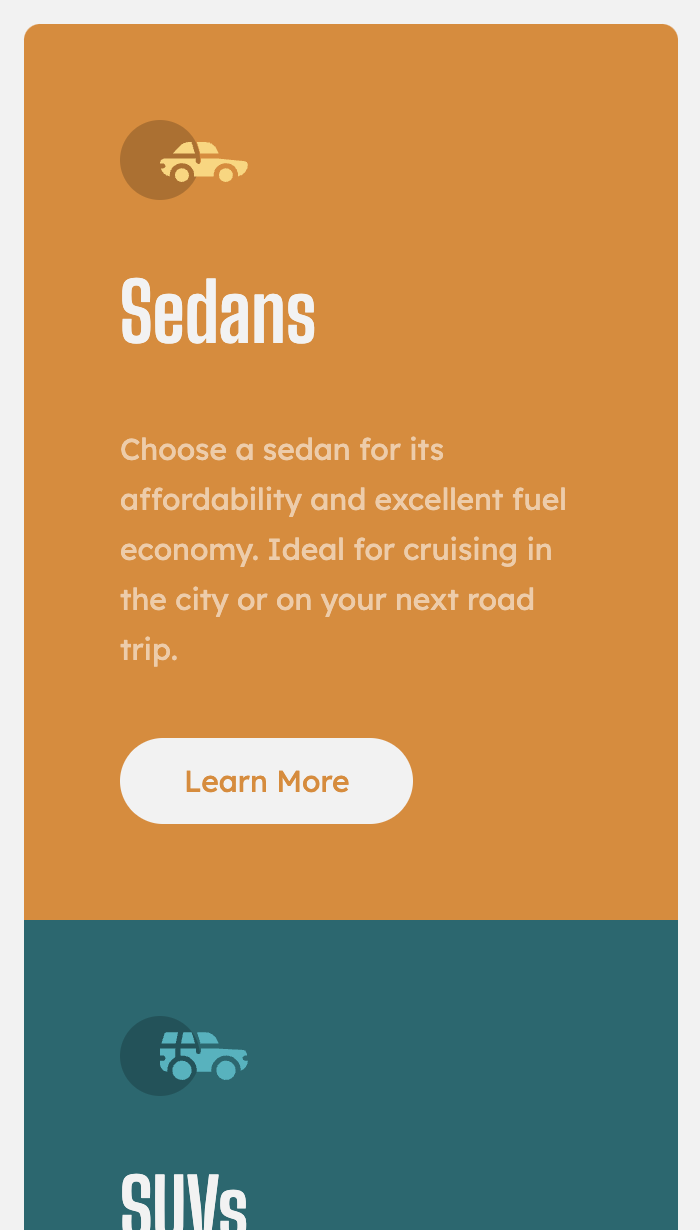 Sedans
Choose a sedan for its
affordability and excellent fuel
economy. Ideal for cruising in
the city or on your next road
trip.
Learn More
SUVs